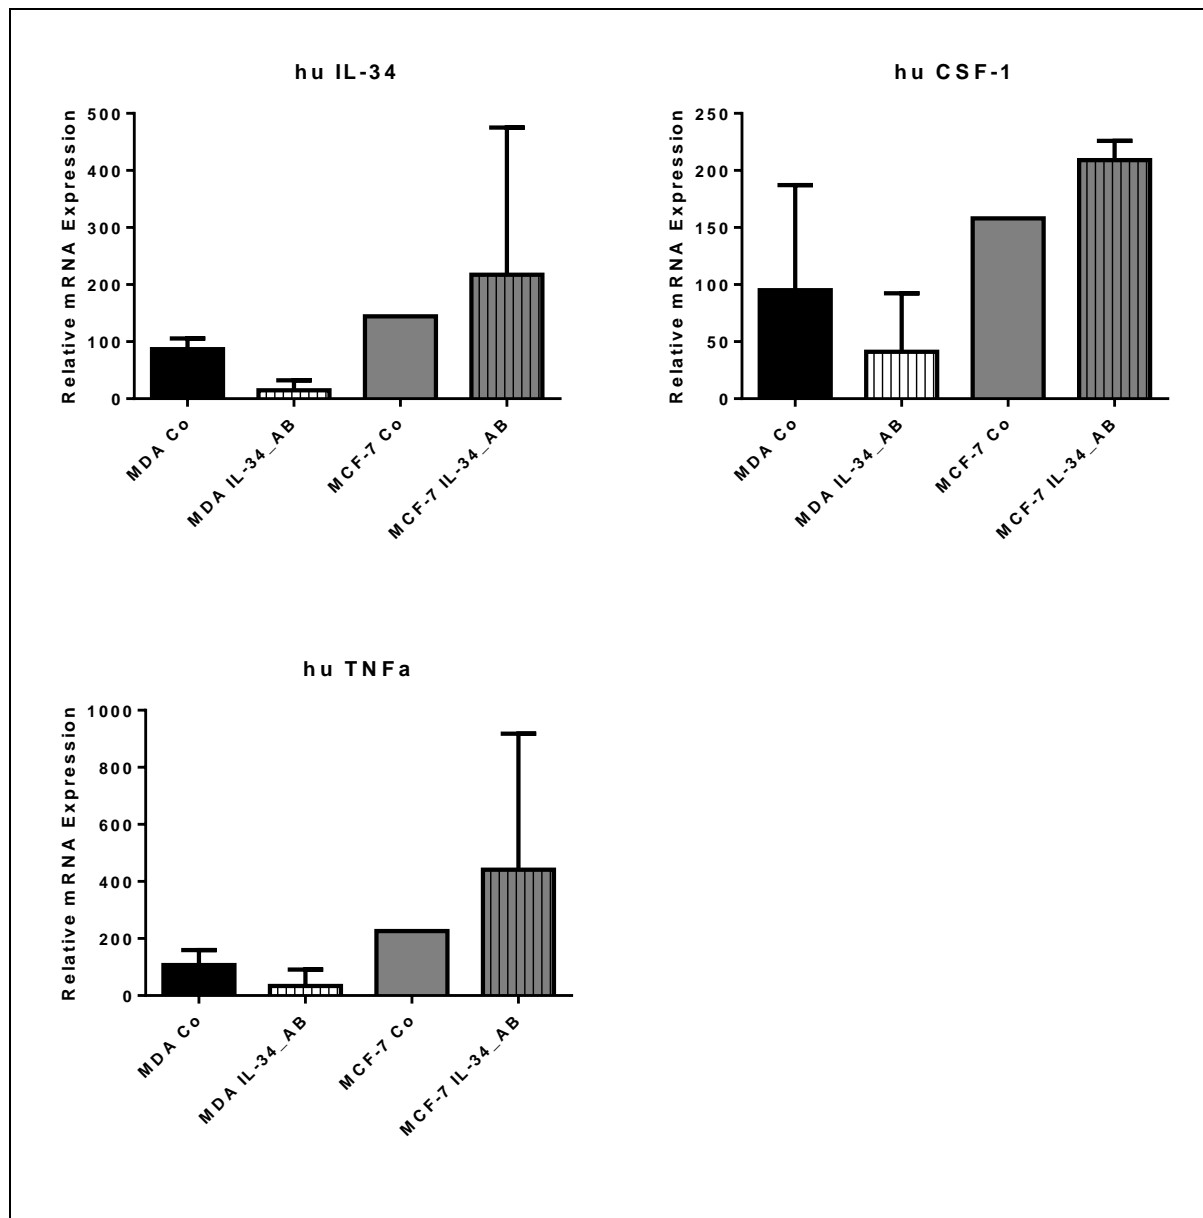 hu IL-34
Relative mRNA Expression
500
400
300
200
100
0
MDA Co
MDA IL-34_AB
MCF-7 Co
MCF-7 IL-34_AB
hu CSF-1
Relative mRNA Expression
250
200
150
100
50
0
MDA Co
MDA IL-34_AB
MCF-7 Co
MCF-7 IL-34_AB
hu TNFa
Relative mRNA Expression
1000
800
600
400
200
0
MDA Co
MDA IL-34_AB
MCF-7 Co
MCF-7 IL-34_AB